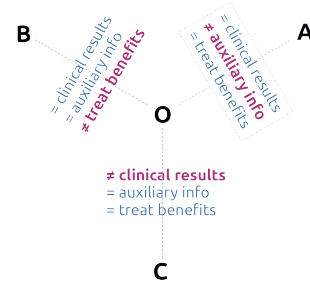 B
= clinical results
= auxiliary info
≠ treat benefits
A
= clinical results
≠ auxiliary info
= treat benefits
O
≠ clinical results
= auxiliary info
= treat benefits
C